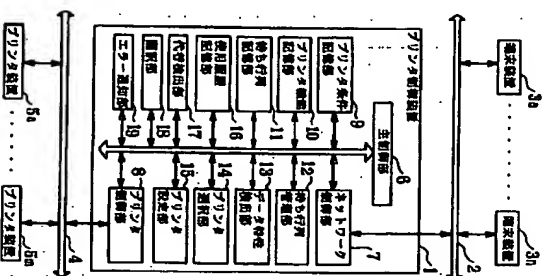 端末装置
3a
端末装置
3n
2
プリンタ制御装置
1
主制御部
6
プリンタ条件
記憶部
9
プリンタ機能
記憶部
10
待ち行列
記憶部
11
使用履歴
記憶部
16
代替検出部
17
翻訳部
18
エラー通知部
19
ネットワーク
制御部
7
待ち行列
管理部
12
データ特性
検出部
13
プリンタ
選択部
14
プリンタ
設定部
15
プリンタ
制御部
8
4
プリンタ装置
5a
プリンタ装置
5m